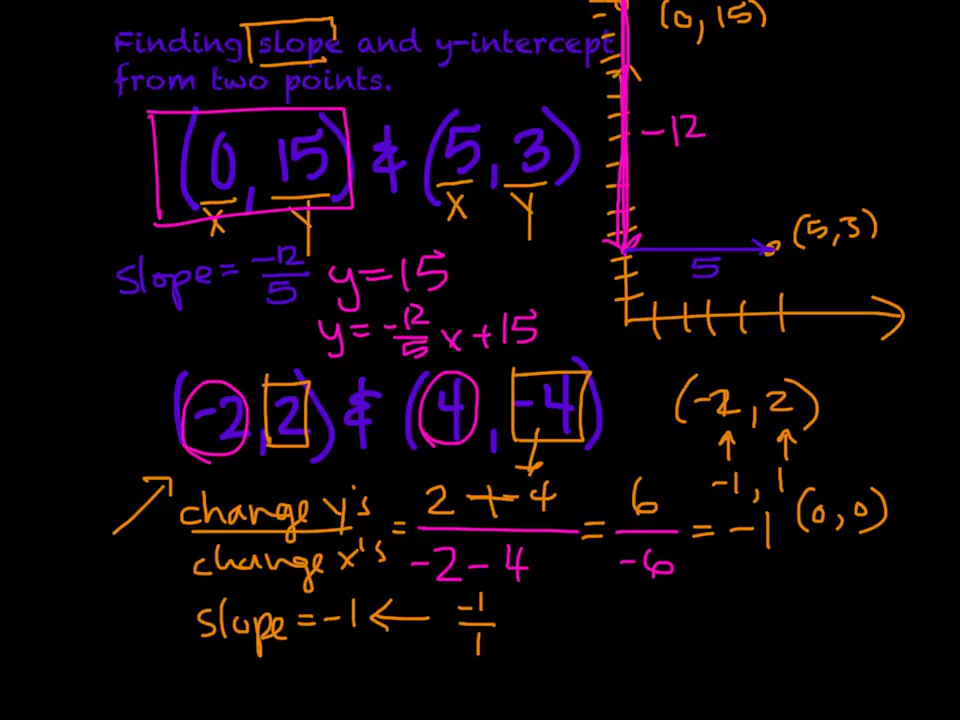 Finding slope and y-intercept
from two points.
(0, 15) & (5, 3)
x y x y
slope = -12/5 y = 15
y = -12/5 x + 15
(0, 15)
-12
(5, 3)
5
(-2, 2) & (4, -4)
(-2, 2)
-1, 1
(0, 0)
change y's / change x's = 2 + 4 / -2 - 4 = 6 / -6 = -1
slope = -1 ← -1/1